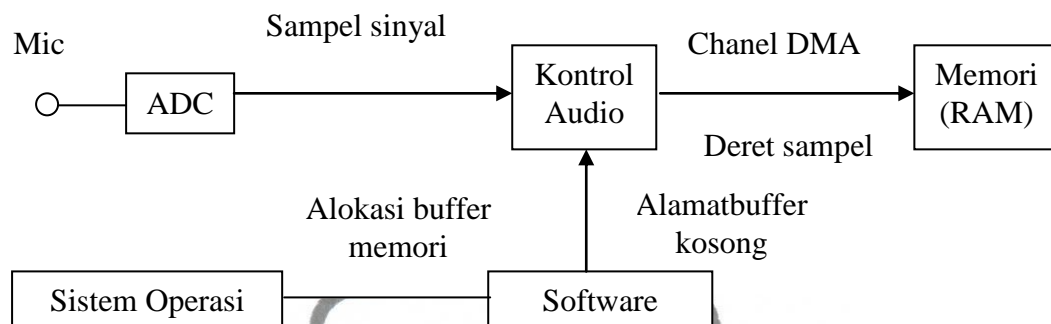 Sampel sinyal
Mic
ADC
Kontrol
Audio
Chanel DMA
Deret sampel
Memori
(RAM)
Alokasi buffer
memori
Alamatbuffer
kosong
Sistem Operasi
Software